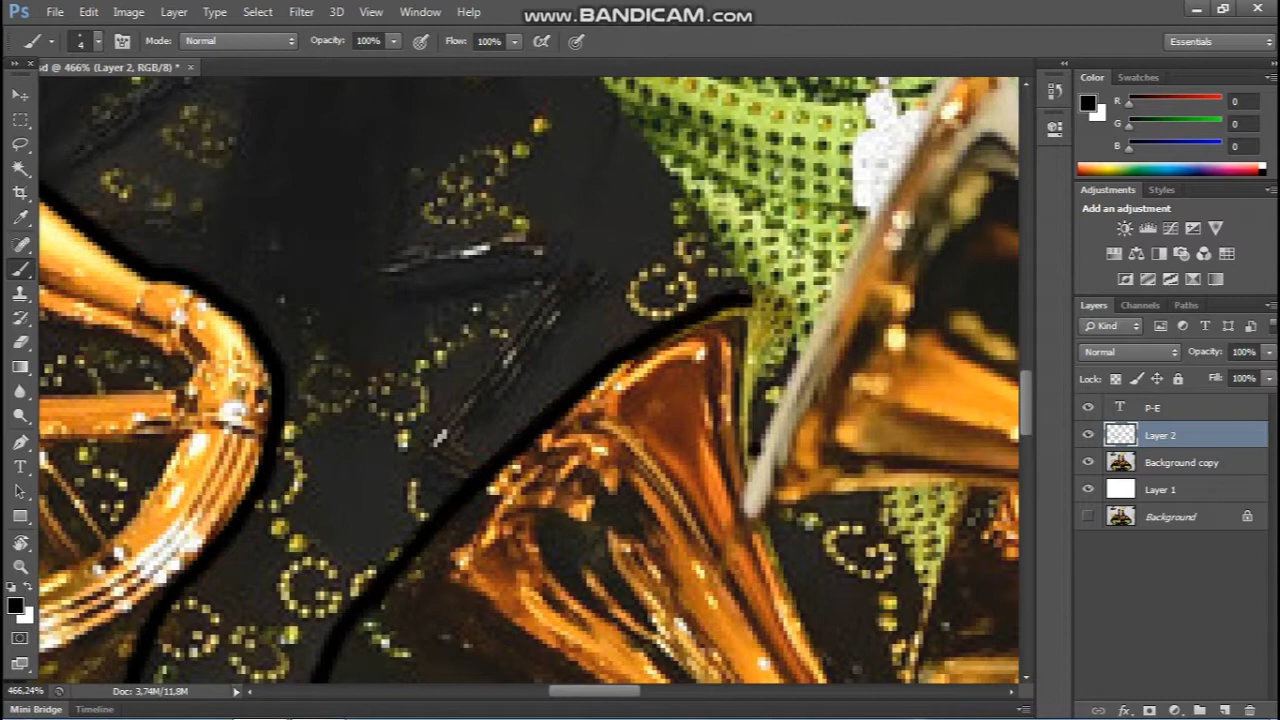 Ps File Edit Image Layer Type Select Filter 3D View Window Help
www.BANDICAM.com
4 Mode: Normal Opacity: 100% Flow: 100% Essentials
sd @ 466% (Layer 2, RGB/8) *
Color Swatches
R 0
G 0
B 0
Adjustments Styles
Add an adjustment
Layers Channels Paths
Kind
Normal Opacity: 100%
Lock: Fill: 100%
T P-E
Layer 2
Background copy
Layer 1
Background
466,24% Doc: 3,74M/11,8M
Mini Bridge Timeline